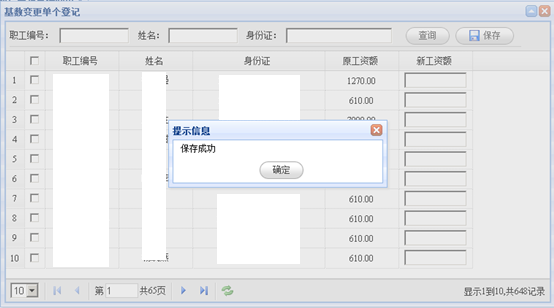 基数变更单个登记
职工编号： 姓名： 身份证： 查询 保存
职工编号 姓名 身份证 原工资额 新工资额
1 1270.00
2 610.00
3
4
5
6
7 610.00
8 610.00
9 610.00
10 610.00
提示信息
保存成功
确定
10 第 1 共65页 显示1到10,共648记录